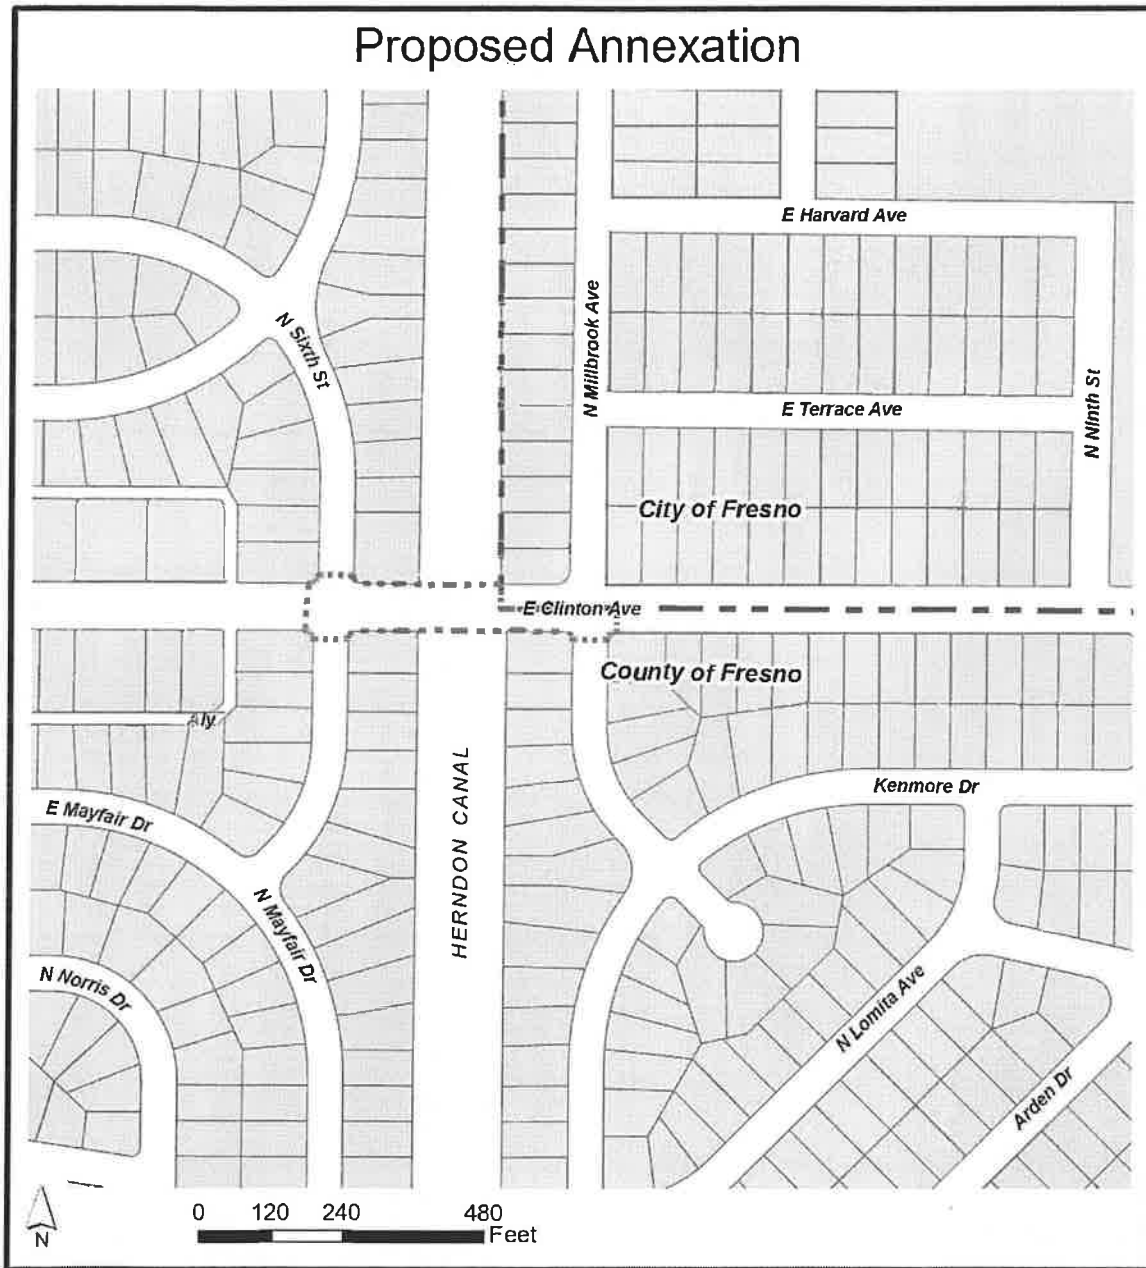 Proposed Annexation
E Harvard Ave
N Sixth St
N Millbrook Ave
E Terrace Ave
N Ninth St
City of Fresno
E Clinton Ave
County of Fresno
Aly
HERNDON CANAL
Kenmore Dr
E Mayfair Dr
N Mayfair Dr
N Norris Dr
N Lomita Ave
Arden Dr
N
0 120 240 480
Feet